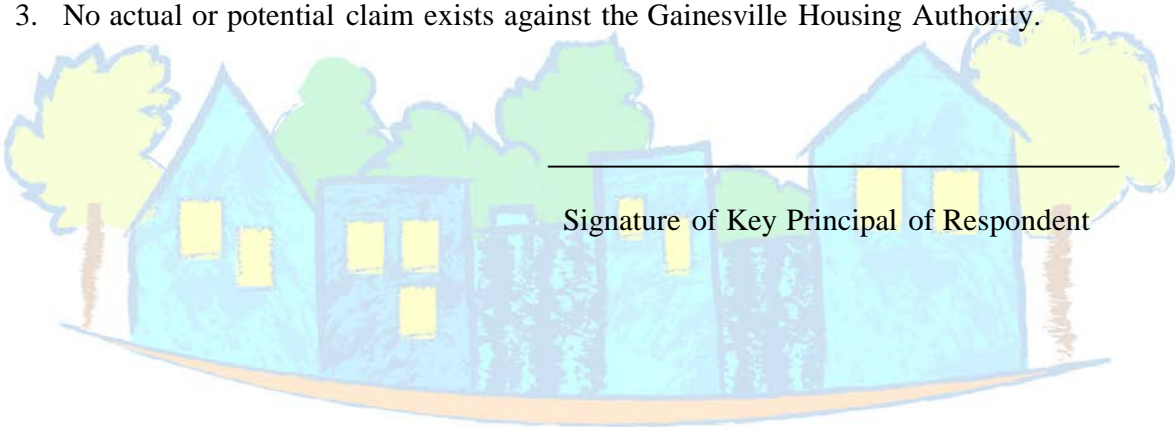 3. No actual or potential claim exists against the Gainesville Housing Authority.
Signature of Key Principal of Respondent